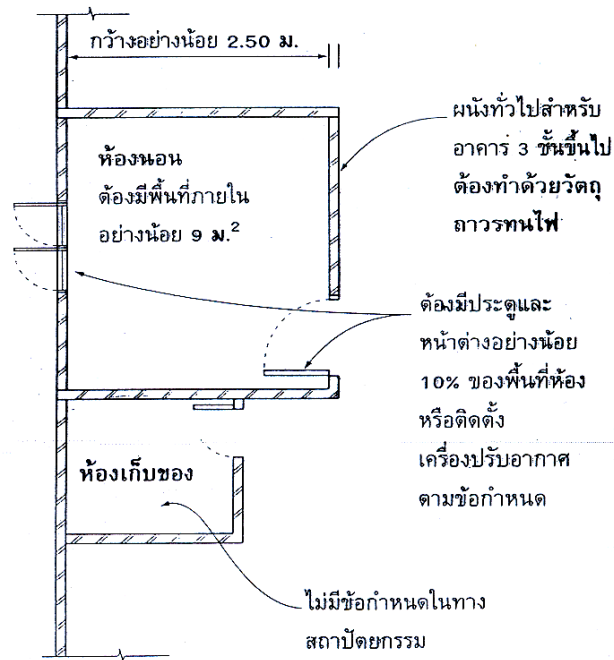 กว้างอย่างน้อย 2.50 ม.
ผนังทั่วไปสำหรับ
อาคาร 3 ชั้นขึ้นไป
ต้องทำด้วยวัตถุ
ถาวรทนไฟ
ห้องนอน
ต้องมีพื้นที่ภายใน
อย่างน้อย 9 ม.²
ต้องมีประตูและ
หน้าต่างอย่างน้อย
10% ของพื้นที่ห้อง
หรือติดตั้ง
เครื่องปรับอากาศ
ตามข้อกำหนด
ห้องเก็บของ
ไม่มีข้อกำหนดในทาง
สถาปัตยกรรม